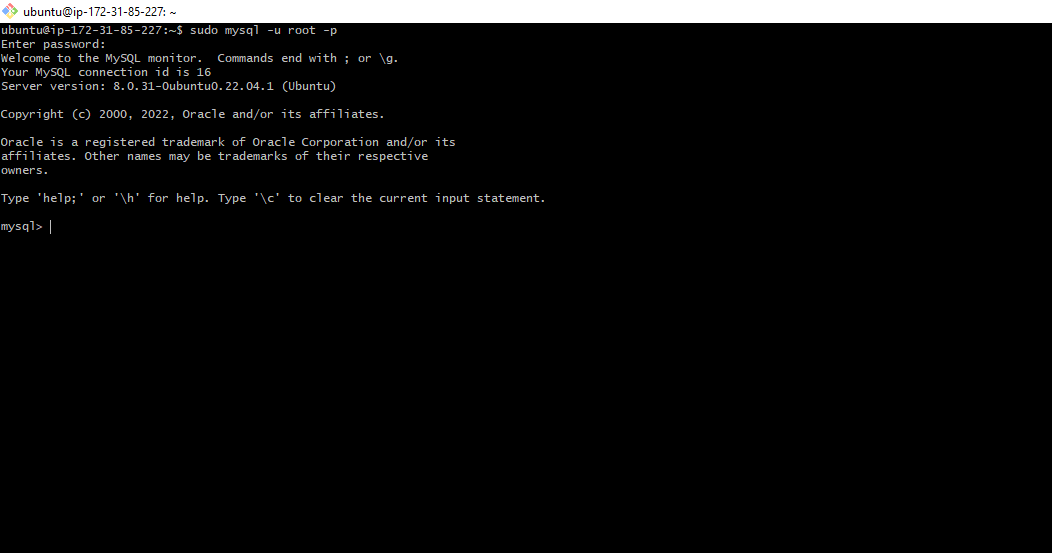 ubuntu@ip-172-31-85-227: ~
ubuntu@ip-172-31-85-227:~$ sudo mysql -u root -p
Enter password:
Welcome to the MySQL monitor.  Commands end with ; or \g.
Your MySQL connection id is 16
Server version: 8.0.31-0ubuntu0.22.04.1 (Ubuntu)
Copyright (c) 2000, 2022, Oracle and/or its affiliates.
Oracle is a registered trademark of Oracle Corporation and/or its
affiliates. Other names may be trademarks of their respective
owners.
Type 'help;' or '\h' for help. Type '\c' to clear the current input statement.
mysql>